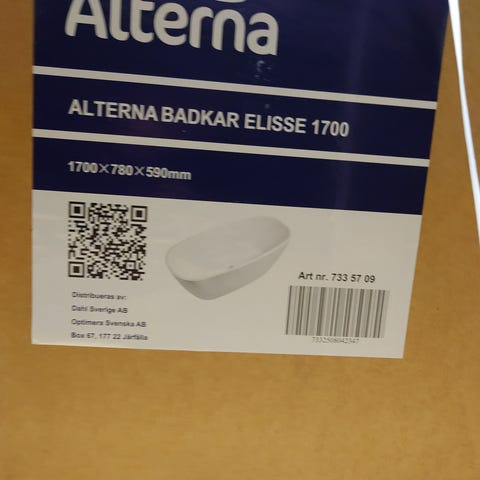 Alterna
ALTERNA BADKAR ELISSE 1700
1700×780×590mm
Distribueras av:
Dahl Sverige AB
Optimera Svenska AB
Box 67, 177 22 Järfälla
Art nr. 733 57 09
7332508042347